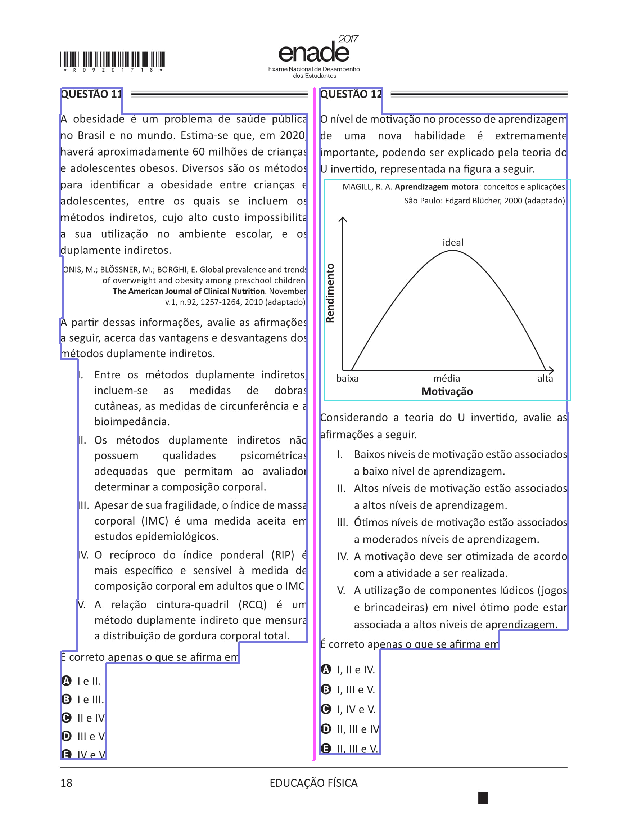 *R09201718*
enade 2017
Exame Nacional de Desempenho
dos Estudantes
QUESTÃO 11
A obesidade é um problema de saúde pública
no Brasil e no mundo. Estima-se que, em 2020,
haverá aproximadamente 60 milhões de crianças
e adolescentes obesos. Diversos são os métodos
para identificar a obesidade entre crianças e
adolescentes, entre os quais se incluem os
métodos indiretos, cujo alto custo impossibilita
a sua utilização no ambiente escolar, e os
duplamente indiretos.
ONIS, M.; BLÖSSNER, M.; BORGHI, E. Global prevalence and trends
of overweight and obesity among preschool children.
The American Journal of Clinical Nutrition, November
v.1, n.92, 1257-1264, 2010 (adaptado).
A partir dessas informações, avalie as afirmações
a seguir, acerca das vantagens e desvantagens dos
métodos duplamente indiretos.
I. Entre os métodos duplamente indiretos,
incluem-se as medidas de dobras
cutâneas, as medidas de circunferência e a
bioimpedância.
II. Os métodos duplamente indiretos não
possuem qualidades psicométricas
adequadas que permitam ao avaliador
determinar a composição corporal.
III. Apesar de sua fragilidade, o índice de massa
corporal (IMC) é uma medida aceita em
estudos epidemiológicos.
IV. O recíproco do índice ponderal (RIP) é
mais específico e sensível à medida de
composição corporal em adultos que o IMC.
V. A relação cintura-quadril (RCQ) é um
método duplamente indireto que mensura
a distribuição de gordura corporal total.
É correto apenas o que se afirma em
A I e II.
B I e III.
C II e IV.
D III e V.
E IV e V.
QUESTÃO 12
O nível de motivação no processo de aprendizagem
de uma nova habilidade é extremamente
importante, podendo ser explicado pela teoria do
U invertido, representada na figura a seguir.
MAGILL, R. A. Aprendizagem motora: conceitos e aplicações.
São Paulo: Edgard Blücher, 2000 (adaptado).
ideal
Rendimento
baixa média alta
Motivação
Considerando a teoria do U invertido, avalie as
afirmações a seguir.
I. Baixos níveis de motivação estão associados
a baixo nível de aprendizagem.
II. Altos níveis de motivação estão associados
a altos níveis de aprendizagem.
III. Ótimos níveis de motivação estão associados
a moderados níveis de aprendizagem.
IV. A motivação deve ser otimizada de acordo
com a atividade a ser realizada.
V. A utilização de componentes lúdicos (jogos
e brincadeiras) em nível ótimo pode estar
associada a altos níveis de aprendizagem.
É correto apenas o que se afirma em
A I, II e IV.
B I, III e V.
C I, IV e V.
D II, III e IV.
E II, III e V.
18
EDUCAÇÃO FÍSICA